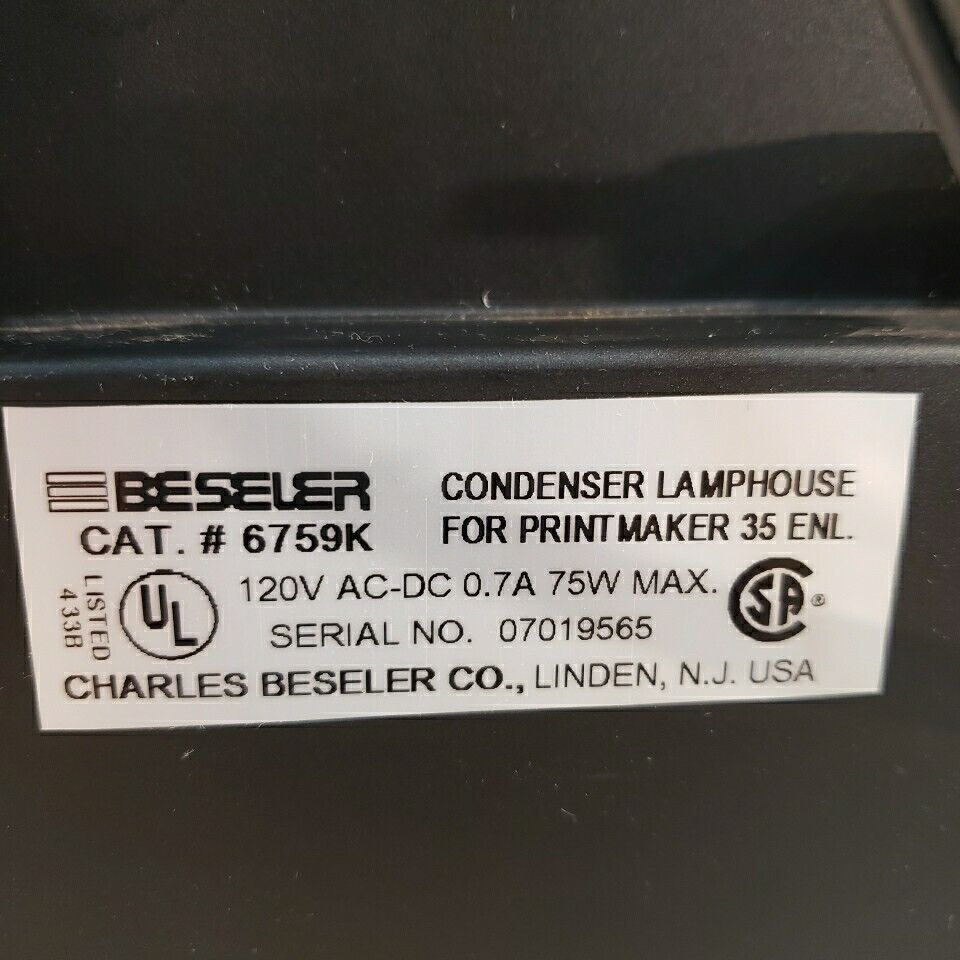 BESELER
CAT. # 6759K
CONDENSER LAMPHOUSE
FOR PRINTMAKER 35 ENL.
LISTED
433B
UL
120V AC-DC 0.7A 75W MAX.
SERIAL NO. 07019565
SA ®
CHARLES BESELER CO., LINDEN, N.J. USA